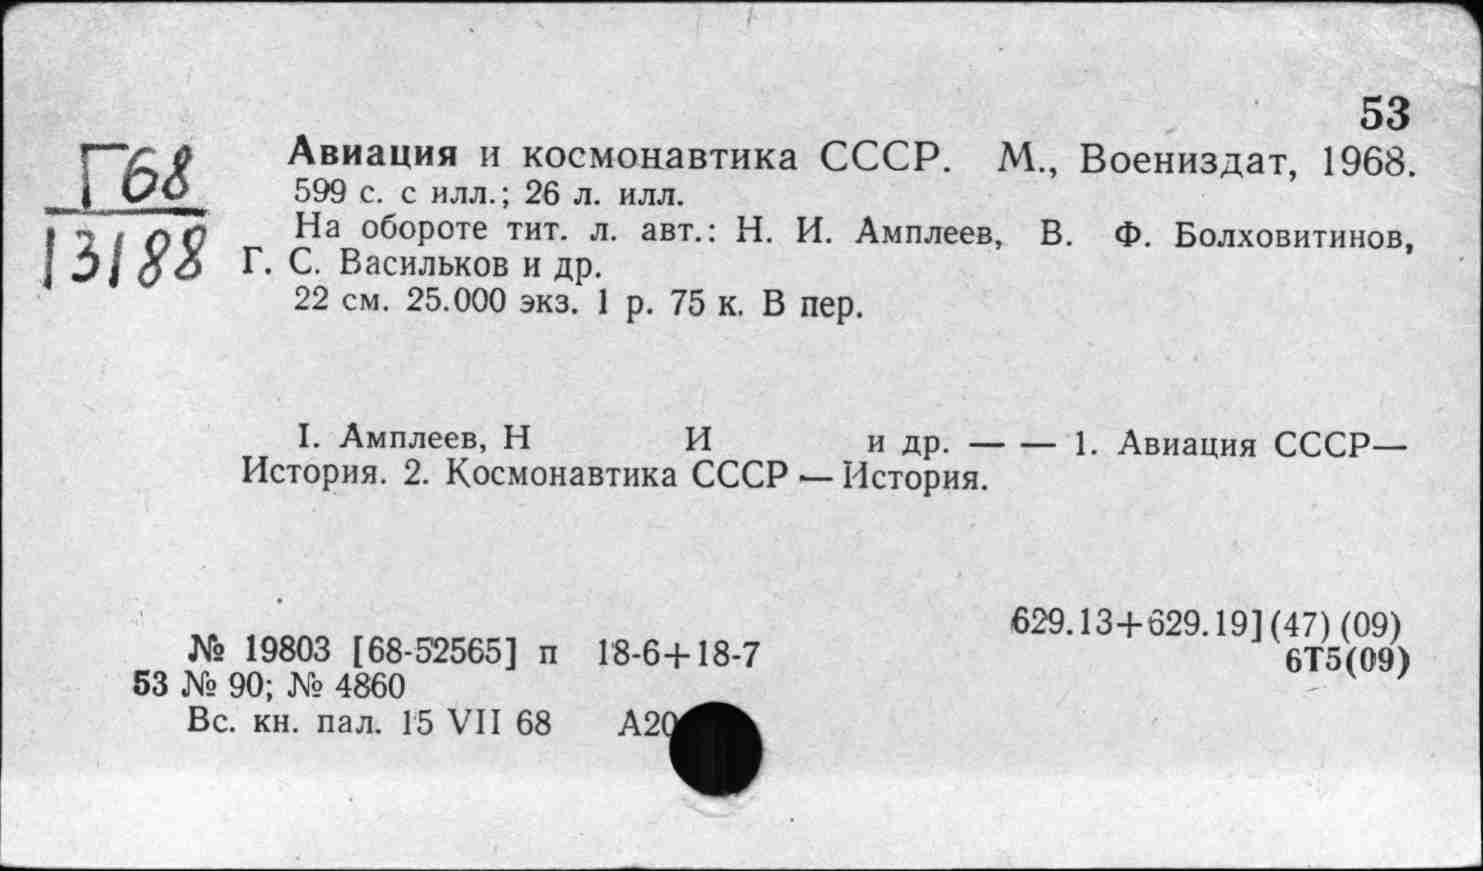 53
Г68
13188
Авиация и космонавтика СССР. М., Воениздат, 1968.
599 с. с илл.; 26 л. илл.
На обороте тит. л. авт.: Н. И. Амплеев, В. Ф. Болховитинов,
Г. С. Васильков и др.
22 см. 25.000 экз. 1 р. 75 к. В пер.
I. Амплеев, Н И и др. — — 1. Авиация СССР—
История. 2. Космонавтика СССР — История.
629.13+629.19](47)(09)
№ 19803 [68-52565] п 18-6+18-7
6Т5(09)
53 № 90; № 4860
Вс. кн. пал. 15 VII 68 А20